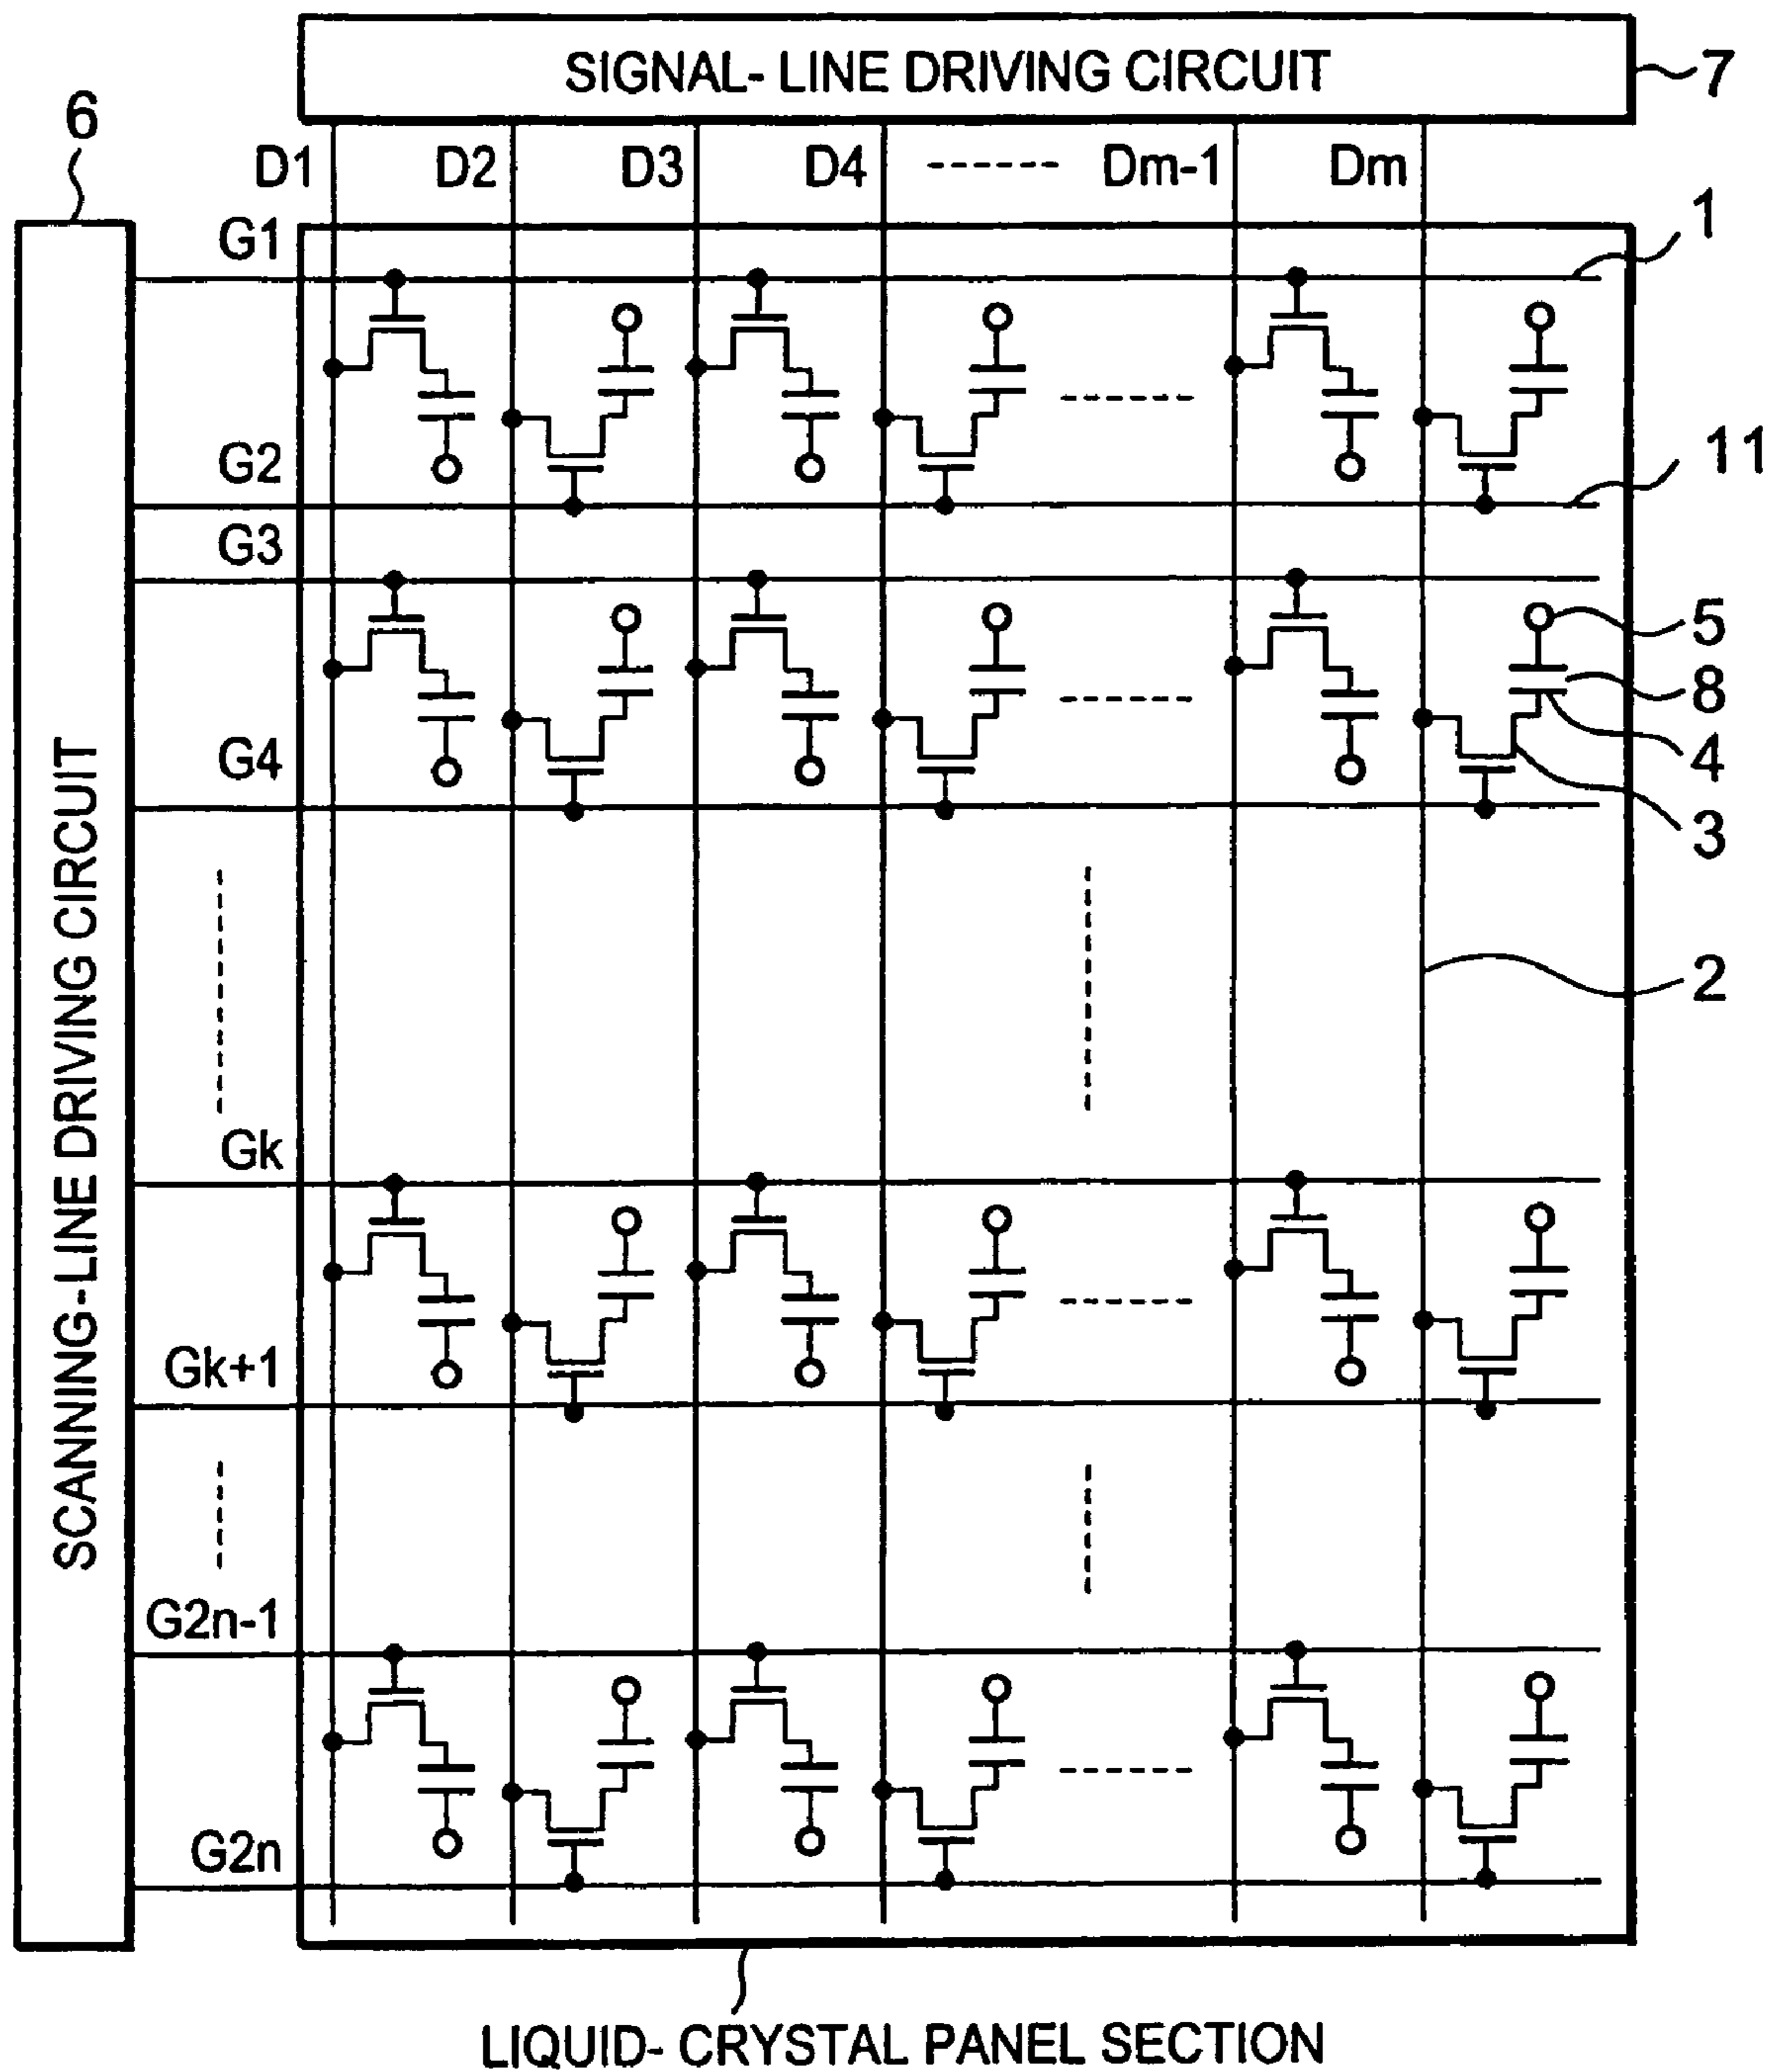 SIGNAL- LINE DRIVING CIRCUIT
7
6
D1 D2 D3 D4 Dm-1 Dm
G1
1
G2
11
G3
5
8
G4
4
3
SCANNING-LINE DRIVING CIRCUIT
2
Gk
Gk+1
G2n-1
G2n
LIQUID- CRYSTAL PANEL SECTION